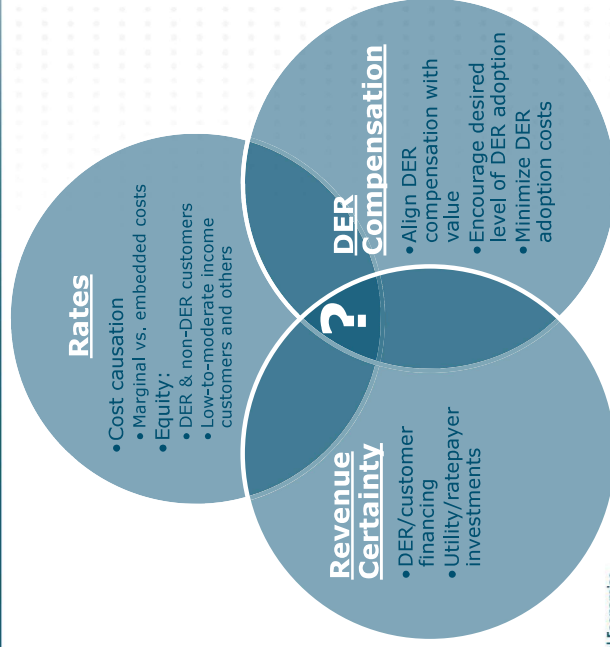 Rates
•Cost causation
• Marginal vs. embedded costs
•Equity:
• DER & non-DER customers
• Low-to-moderate income
customers and others
?
Revenue
Certainty
•DER/customer
financing
•Utility/ratepayer
investments
DER
Compensation
•Align DER
compensation with
value
•Encourage desired
level of DER adoption
•Minimize DER
adoption costs